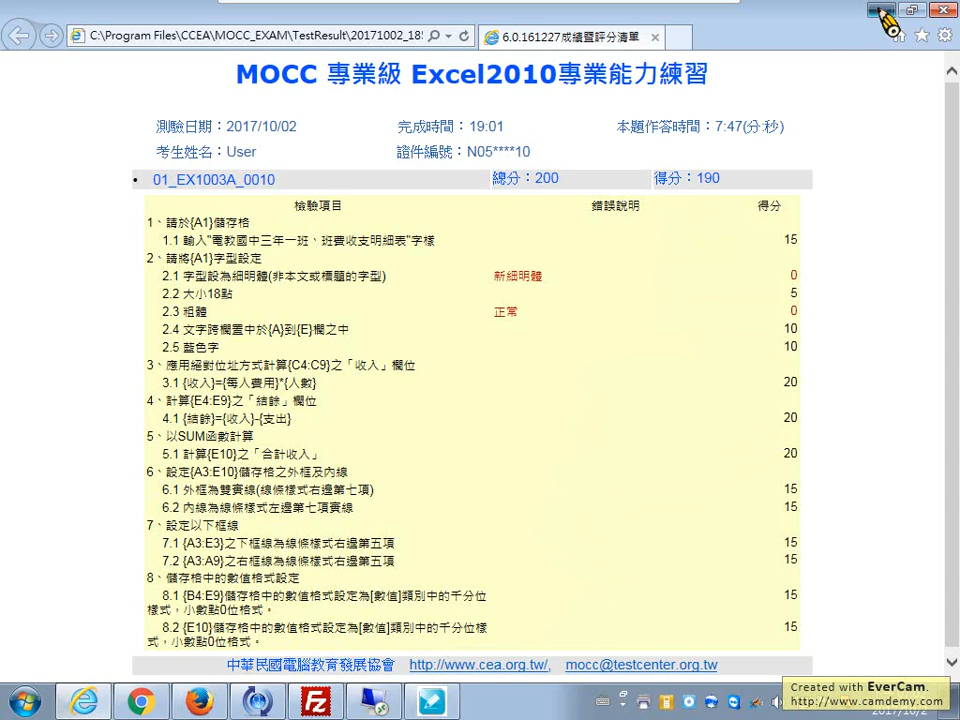 C:\Program Files\CCEA\MOCC_EXAM\TestResult\20171002_18
6.0.161227成績暨評分清單
MOCC 專業級 Excel2010專業能力練習
測驗日期：2017/10/02 完成時間：19:01 本題作答時間：7:47(分:秒)
考生姓名：User 證件編號：N05****10
• 01_EX1003A_0010 總分：200 得分：190
檢驗項目 錯誤說明 得分
1、請於{A1}儲存格
1.1 輸入"電教國中三年一班、班費收支明細表"字樣 15
2、請將{A1}字型設定
2.1 字型設為細明體(非本文或標題的字型) 新細明體 0
2.2 大小18點 5
2.3 粗體 正常 0
2.4 文字跨欄置中於{A}到{E}欄之中 10
2.5 藍色字 10
3、應用絕對位址方式計算{C4:C9}之「收入」欄位
3.1 {收入}={每人費用}*{人數} 20
4、計算{E4:E9}之「結餘」欄位
4.1 {結餘}={收入}-{支出} 20
5、以SUM函數計算
5.1 計算{E10}之「合計收入」 20
6、設定{A3:E10}儲存格之外框及內線
6.1 外框為雙實線(線條樣式右邊第七項) 15
6.2 內線為線條樣式左邊第七項實線 15
7、設定以下框線
7.1 {A3:E3}之下框線為線條樣式右邊第五項 15
7.2 {A3:A9}之右框線為線條樣式右邊第五項 15
8、儲存格中的數值格式設定
8.1 {B4:E9}儲存格中的數值格式設定為[數值]類別中的千分位 15
樣式，小數點0位格式。
8.2 {E10}儲存格中的數值格式設定為[數值]類別中的千分位樣 15
式，小數點0位格式。
中華民國電腦教育發展協會 http://www.cea.org.tw/, mocc@testcenter.org.tw
Created with EverCam.
http://www.camdemy.com